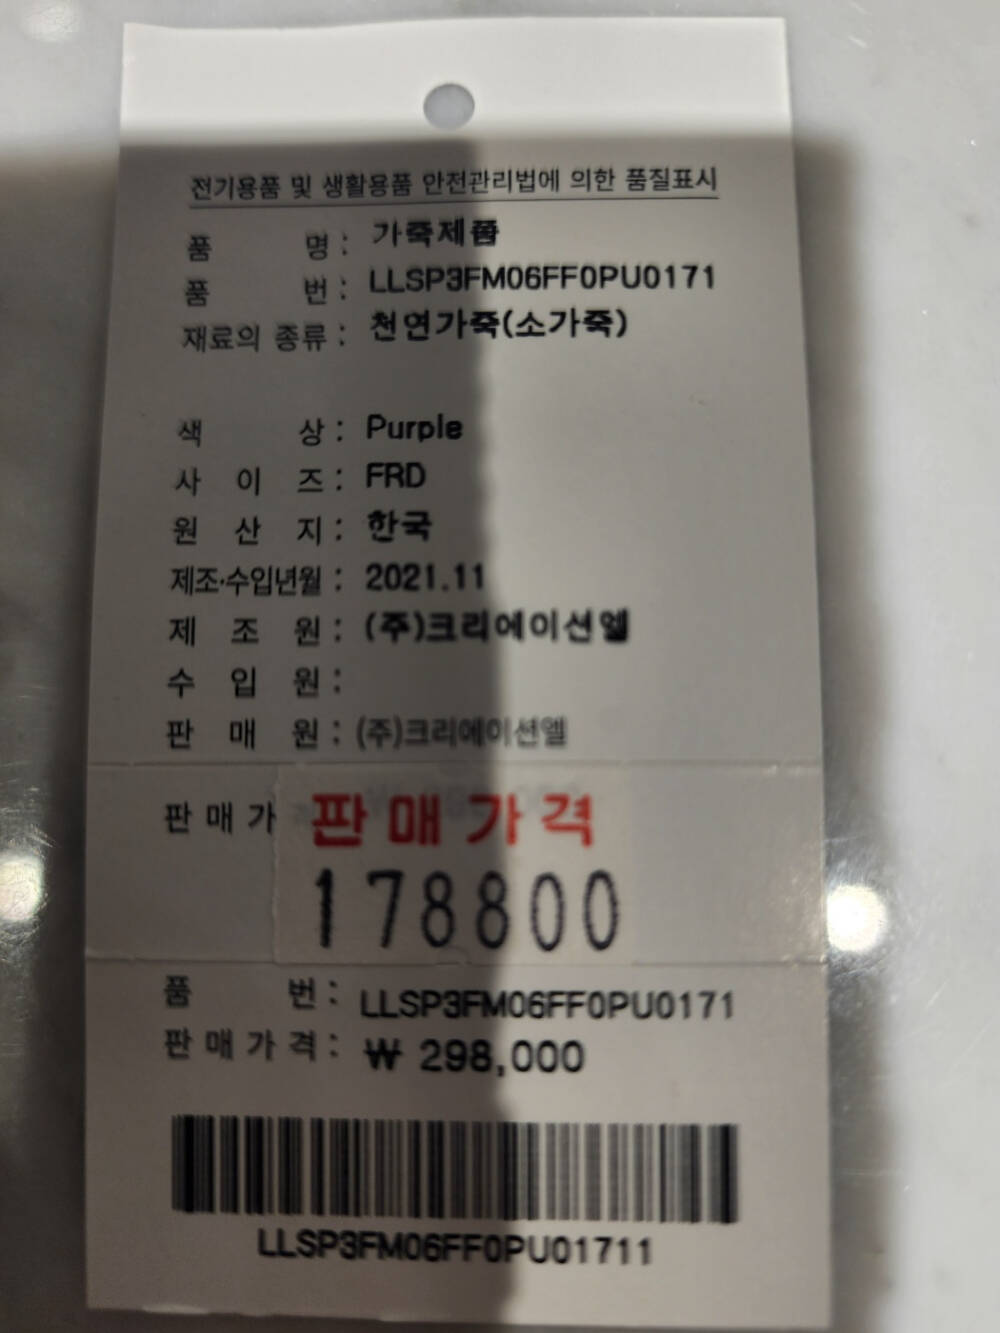 전기용품 및 생활용품 안전관리법에 의한 품질표시
품 명 : 가죽제품
품 번 : LLSP3FM06FF0PU0171
재료의 종류 : 천연가죽(소가죽)
색 상 : Purple
사 이 즈 : FRD
원 산 지 : 한국
제조·수입년월 : 2021.11
제 조 원 : (주)크리에이션엘
수 입 원 :
판 매 원 : (주)크리에이션엘
판 매 가 판매가격
178800
품 번 : LLSP3FM06FF0PU0171
판 매 가 격 : ₩ 298,000
LLSP3FM06FF0PU01711